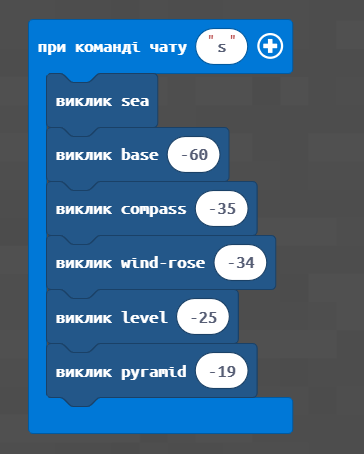 при команді чату "s"
виклик sea
виклик base -60
виклик compass -35
виклик wind-rose -34
виклик level -25
виклик pyramid -19